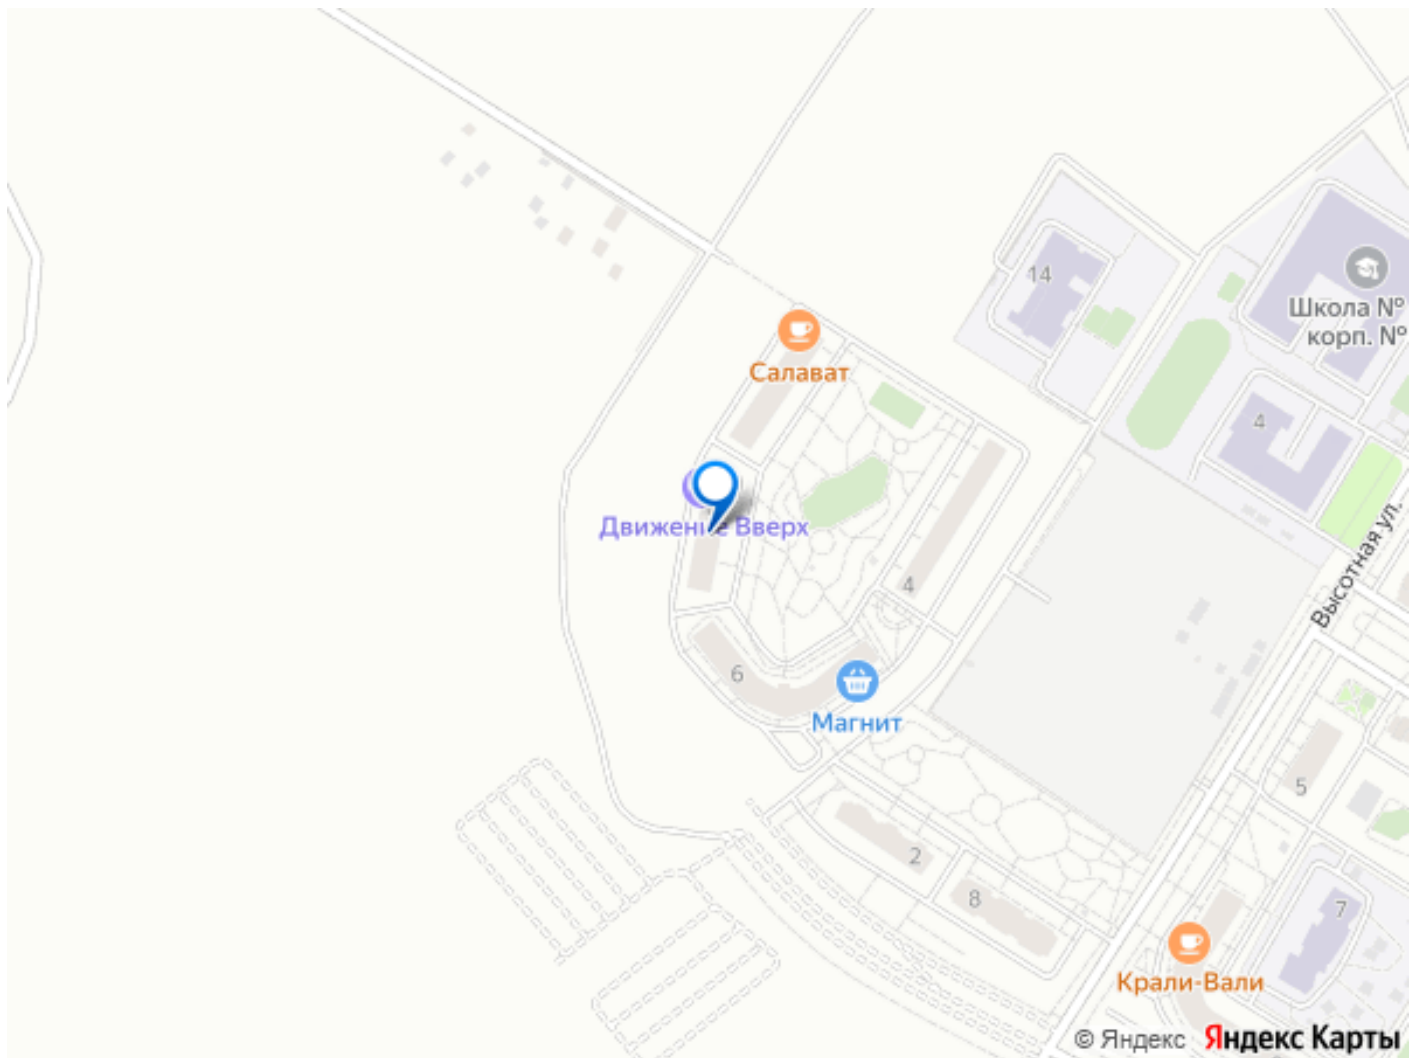 14
Школа №
корп. №
Салават
4
Движение Вверх
Высотная ул.
4
6
Магнит
5
2
8
7
Крали-Вали
© Яндекс Яндекс Карты